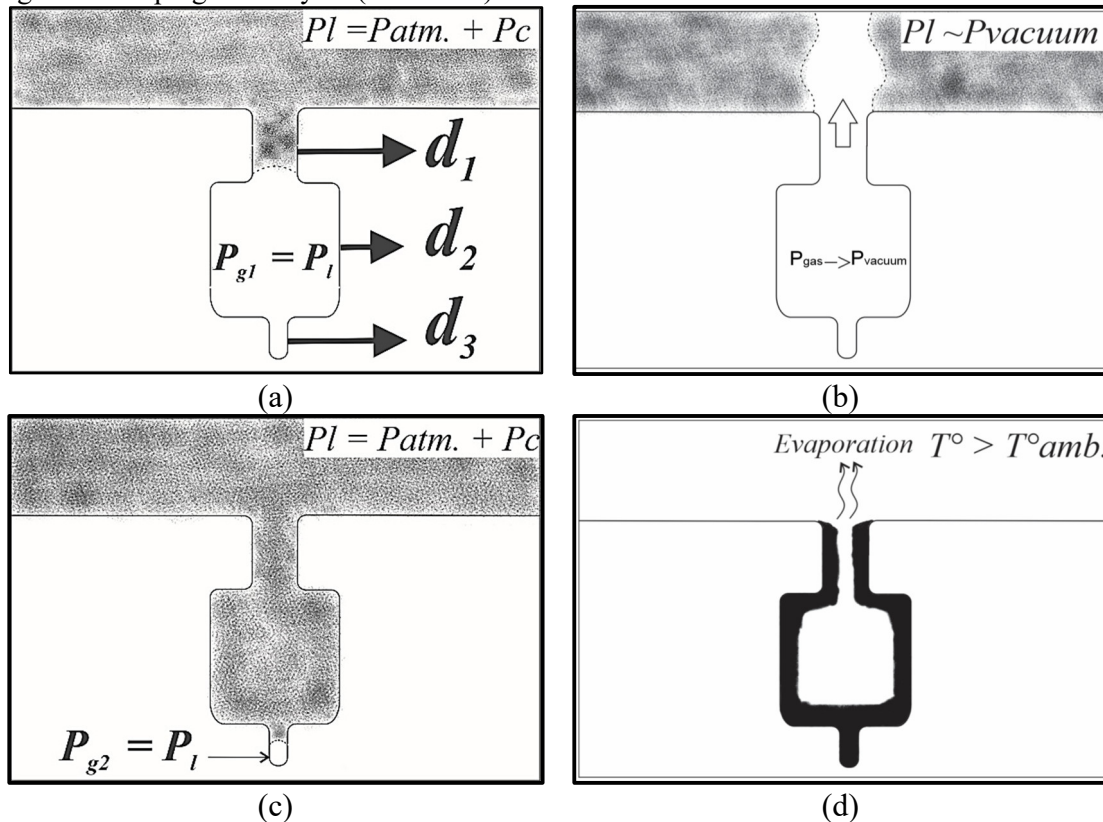 Pl = Patm. + Pc
d1
Pg1 = Pl
d2
d3
(a)
Pl ~Pvacuum
Pgas—>Pvacuum
(b)
Pl = Patm. + Pc
Pg2 = Pl
(c)
Evaporation T° > T°amb.
(d)